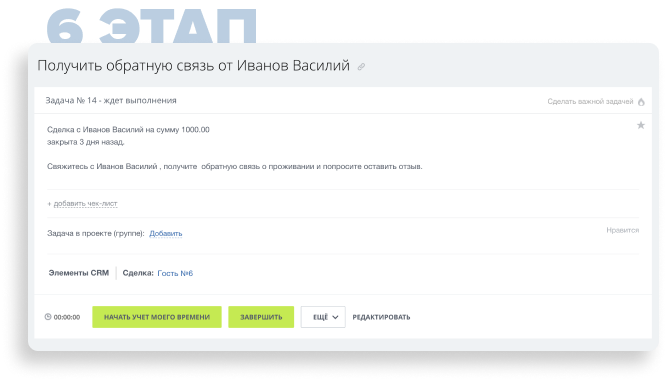 6 ЭТАП
Получить обратную связь от Иванов Василий
Задача № 14 - ждет выполнения
Сделать важной задачей
Сделка с Иванов Василий на сумму 1000.00
закрыта 3 дня назад.
Свяжитесь с Иванов Василий , получите обратную связь о проживании и попросите оставить отзыв.
+ добавить чек-лист
Задача в проекте (группе): Добавить
Нравится
Элементы CRM Сделка: Гость №6
00:00:00 НАЧАТЬ УЧЕТ МОЕГО ВРЕМЕНИ ЗАВЕРШИТЬ ЕЩЁ РЕДАКТИРОВАТЬ